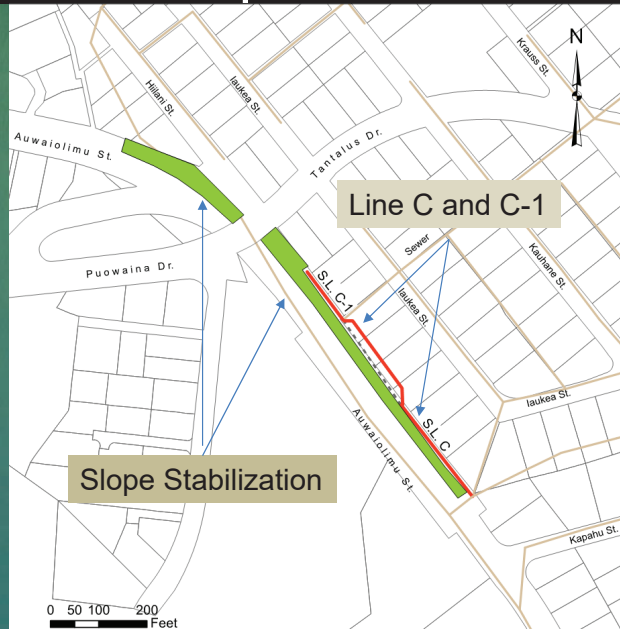 N
Krauss St.
Iaukea St.
Hiilani St.
Auwaiolimu St.
Tantalus Dr.
Line C and C-1
Sewer
Puowaina Dr.
Kauhane St.
S.L. C-1
Iaukea St.
Iaukea St.
Auwaiolimu St.
S.L. C
Slope Stabilization
Kapahu St.
0 50 100 200
Feet